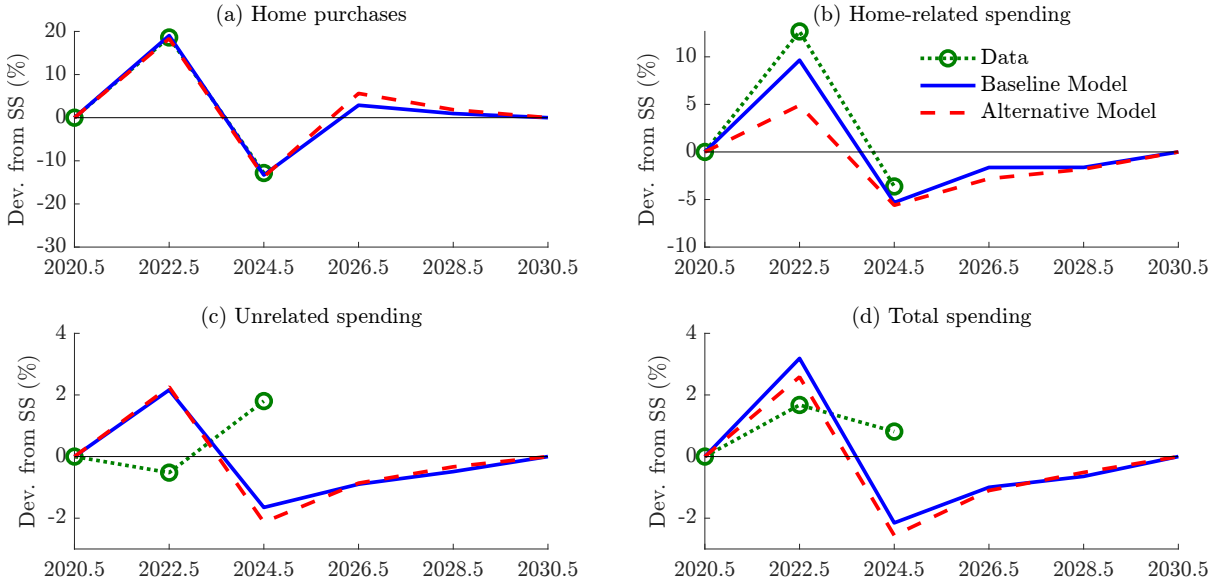 (a) Home purchases
Dev. from SS (%)
20
10
0
-10
-20
-30
2020.5 2022.5 2024.5 2026.5 2028.5 2030.5
(b) Home-related spending
Dev. from SS (%)
10
5
0
-5
-10
2020.5 2022.5 2024.5 2026.5 2028.5 2030.5
Data
Baseline Model
Alternative Model
(c) Unrelated spending
Dev. from SS (%)
4
2
0
-2
2020.5 2022.5 2024.5 2026.5 2028.5 2030.5
(d) Total spending
Dev. from SS (%)
4
2
0
-2
2020.5 2022.5 2024.5 2026.5 2028.5 2030.5